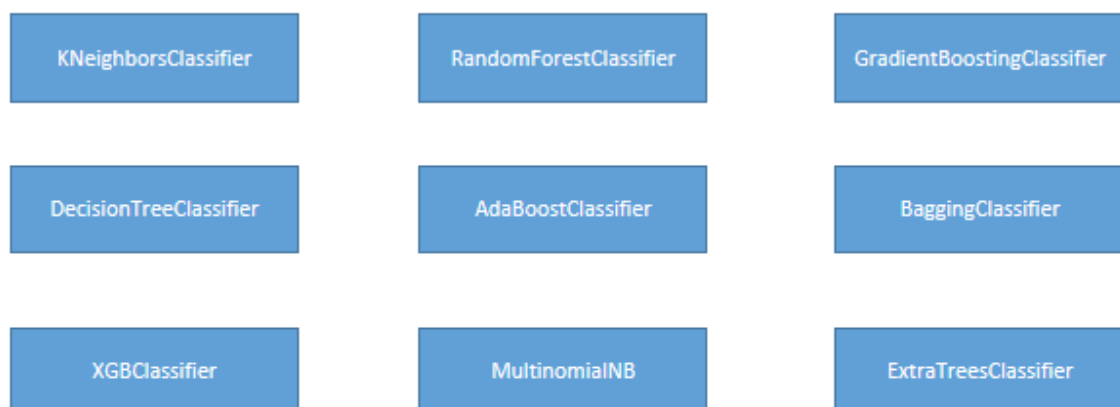 KNeighborsClassifier
RandomForestClassifier
GradientBoostingClassifier
DecisionTreeClassifier
AdaBoostClassifier
BaggingClassifier
XGBClassifier
MultinomialNB
ExtraTreesClassifier